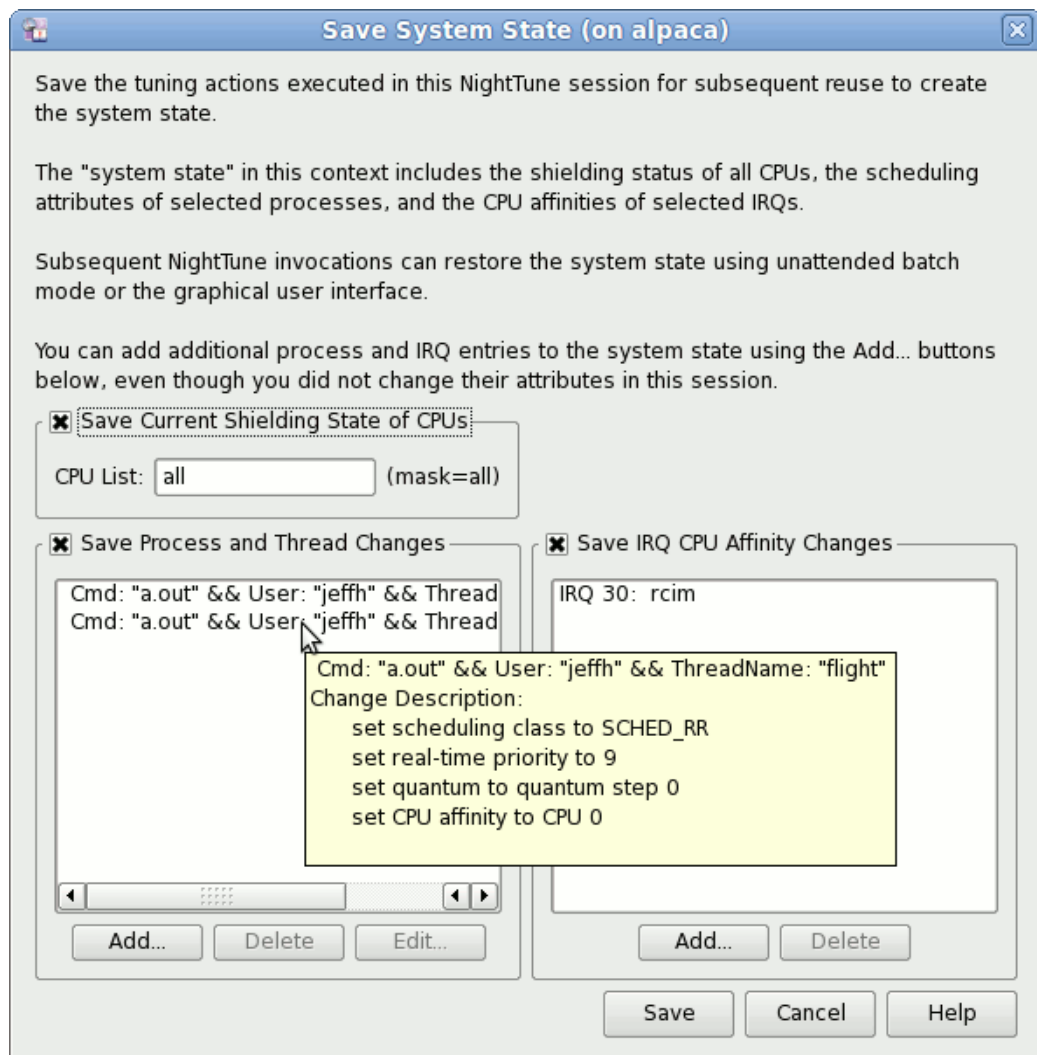 Save System State (on alpaca)
Save the tuning actions executed in this NightTune session for subsequent reuse to create
the system state.
The "system state" in this context includes the shielding status of all CPUs, the scheduling
attributes of selected processes, and the CPU affinities of selected IRQs.
Subsequent NightTune invocations can restore the system state using unattended batch
mode or the graphical user interface.
You can add additional process and IRQ entries to the system state using the Add... buttons
below, even though you did not change their attributes in this session.
Save Current Shielding State of CPUs
CPU List: all (mask=all)
Save Process and Thread Changes
Cmd: "a.out" && User: "jeffh" && Thread
Cmd: "a.out" && User: "jeffh" && Thread
Save IRQ CPU Affinity Changes
IRQ 30: rcim
Cmd: "a.out" && User: "jeffh" && ThreadName: "flight"
Change Description:
set scheduling class to SCHED_RR
set real-time priority to 9
set quantum to quantum step 0
set CPU affinity to CPU 0
Add... Delete Edit...
Add... Delete
Save Cancel Help